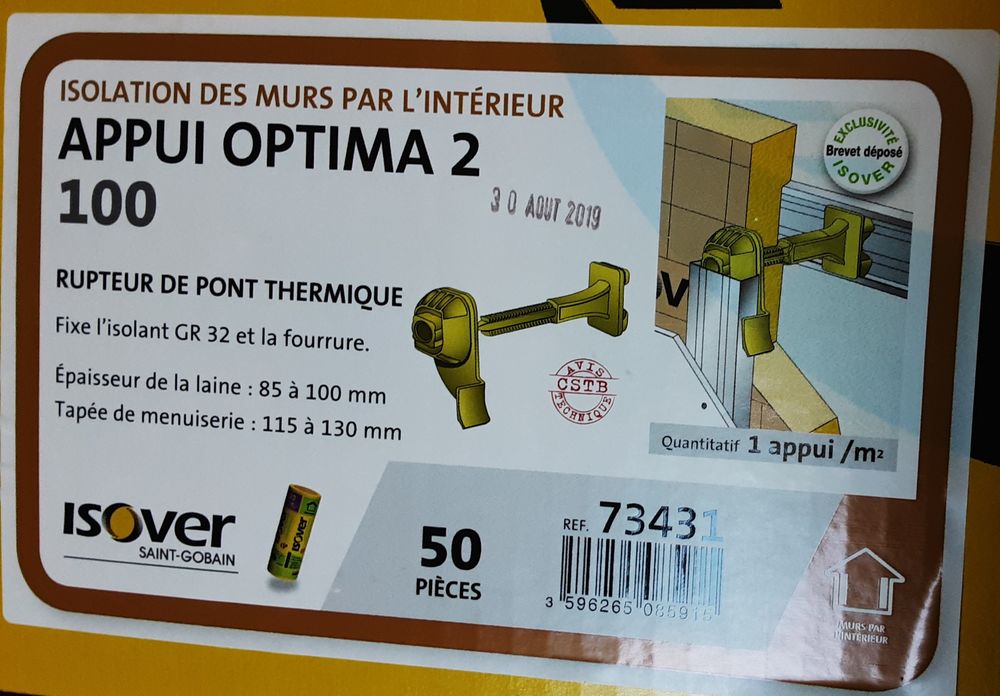 ISOLATION DES MURS PAR L'INTÉRIEUR
APPUI OPTIMA 2
100
30 AOUT 2019
EXCLUSIVITÉ
Brevet déposé
ISOVER
RUPTEUR DE PONT THERMIQUE
Fixe l'isolant GR 32 et la fourrure.
Épaisseur de la laine : 85 à 100 mm
Tapée de menuiserie : 115 à 130 mm
AVIS
CSTB
TECHNIQUE
Quantitatif 1 appui /m²
ISOVER
SAINT-GOBAIN
ISOVER
50
PIÈCES
REF. 73431
3 596265 085915
MURS PAR
L'INTÉRIEUR